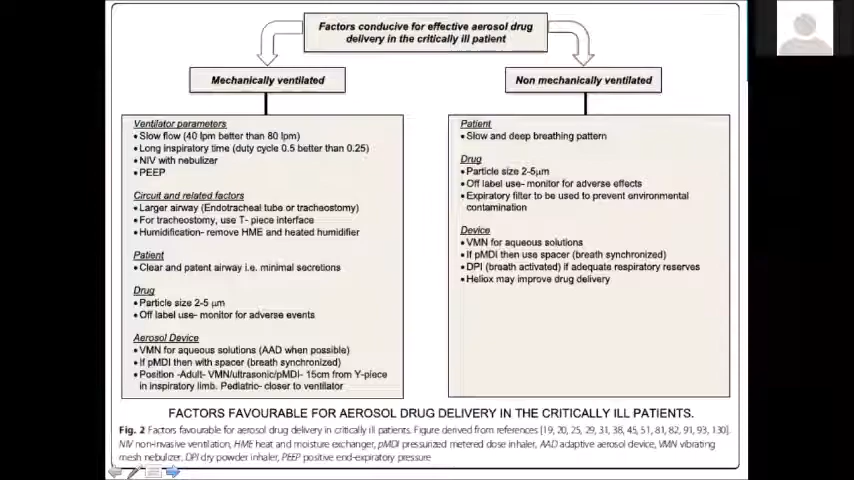 Factors conducive for effective aerosol drug
delivery in the critically ill patient
Mechanically ventilated
Non mechanically ventilated
Ventilator parameters
•Slow flow (40 lpm better than 80 lpm)
•Long inspiratory time (duty cycle 0.5 better than 0.25)
•NIV with nebulizer
•PEEP
Circuit and related factors
•Larger airway (Endotracheal tube or tracheostomy)
•For tracheostomy, use T- piece interface
•Humidification- remove HME and heated humidifier
Patient
•Clear and patent airway i.e. minimal secretions
Drug
•Particle size 2-5 μm
•Off label use- monitor for adverse events
Aerosol Device
•VMN for aqueous solutions (AAD when possible)
•If pMDI then with spacer (breath synchronized)
•Position -Adult- VMN/ultrasonic/pMDI- 15cm from Y-piece
in inspiratory limb. Pediatric- closer to ventilator
Patient
•Slow and deep breathing pattern
Drug
•Particle size 2-5μm
•Off label use- monitor for adverse effects
•Expiratory filter to be used to prevent environmental
contamination
Device
•VMN for aqueous solutions
•If pMDI then use spacer (breath synchronized)
•DPI (breath activated) if adequate respiratory reserves
•Heliox may improve drug delivery
FACTORS FAVOURABLE FOR AEROSOL DRUG DELIVERY IN THE CRITICALLY ILL PATIENTS.
Fig. 2 Factors favourable for aerosol drug delivery in critically ill patients. Figure derived from references [19, 20, 25, 29, 31, 38, 45, 51, 81, 82, 91, 93, 130].
NIV non-invasive ventilation, HME heat and moisture exchanger, pMDI pressurized metered dose inhaler, AAD adaptive aerosol device, VMN vibrating
mesh nebulizer, DPI dry powder inhaler, PEEP positive end-expiratory pressure